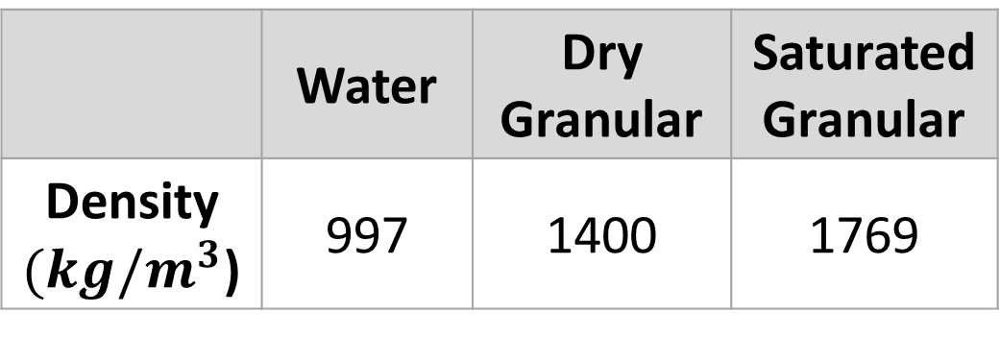 Water
Dry
Granular
Saturated
Granular
Density
(kg/m³)
997
1400
1769